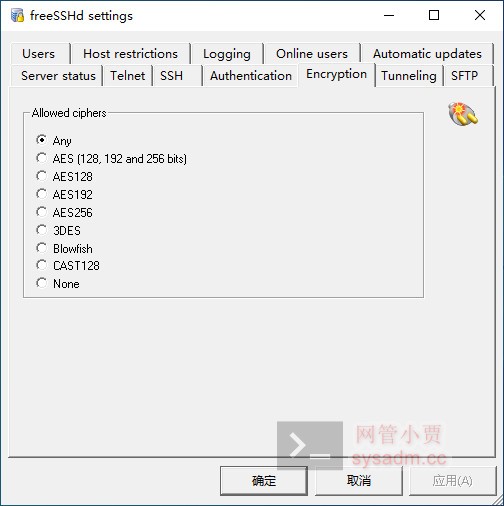 freeSSHd settings
Users Host restrictions Logging Online users Automatic updates
Server status Telnet SSH Authentication Encryption Tunneling SFTP
Allowed ciphers
Any
AES (128, 192 and 256 bits)
AES128
AES192
AES256
3DES
Blowfish
CAST128
None
网管小贾
sysadm.cc
确定 取消 应用(A)